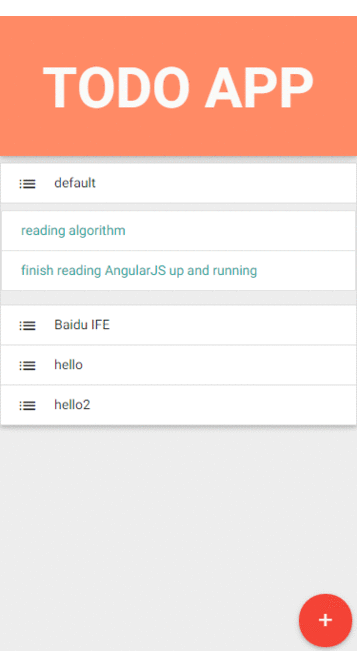 TODO APP
default
reading algorithm
finish reading AngularJS up and running
Baidu IFE
hello
hello2
+